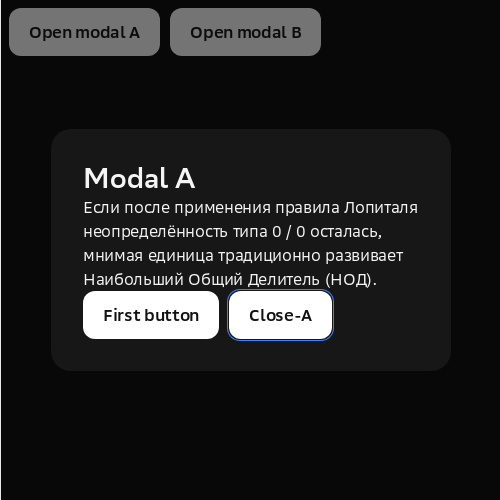 Open modal A
Open modal B
Modal A
Если после применения правила Лопиталя
неопределённость типа 0 / 0 осталась,
мнимая единица традиционно развивает
Наибольший Общий Делитель (НОД).
First button
Close-A